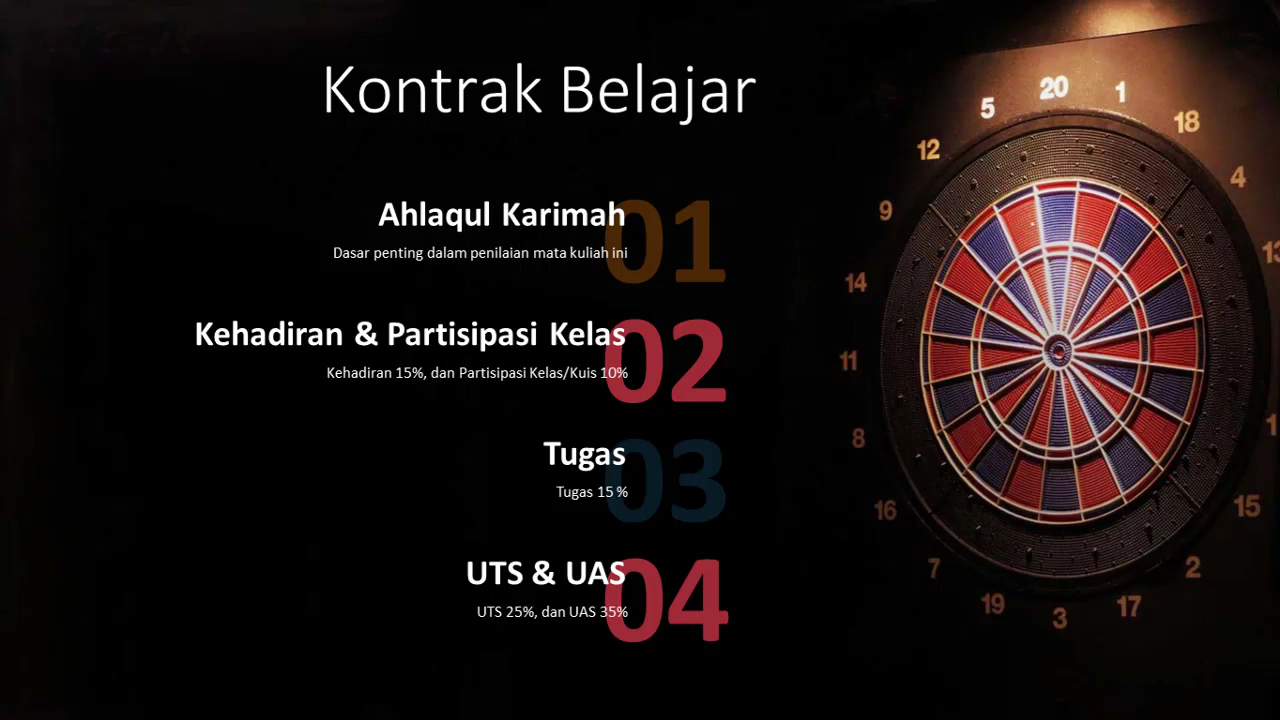 Kontrak Belajar
Ahlaqul Karimah
01
Dasar penting dalam penilaian mata kuliah ini
Kehadiran & Partisipasi Kelas
02
Kehadiran 15%, dan Partisipasi Kelas/Kuis 10%
Tugas
03
Tugas 15 %
UTS & UAS
04
UTS 25%, dan UAS 35%
20
1
5
18
12
4
9
14
11
8
16
15
7
2
19
17
3